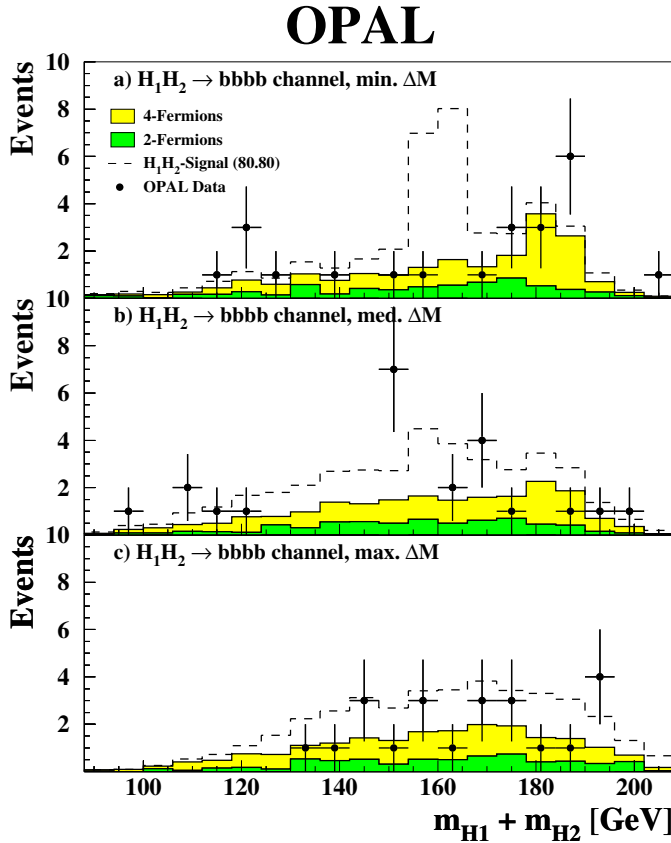 OPAL
Events
10
8
6
4
2
a) H₁H₂ → bbbb channel, min. ΔM
4-Fermions
2-Fermions
H₁H₂-Signal (80.80)
OPAL Data
Events
10
8
6
4
2
b) H₁H₂ → bbbb channel, med. ΔM
Events
10
8
6
4
2
c) H₁H₂ → bbbb channel, max. ΔM
100 120 140 160 180 200
m_H1 + m_H2 [GeV]